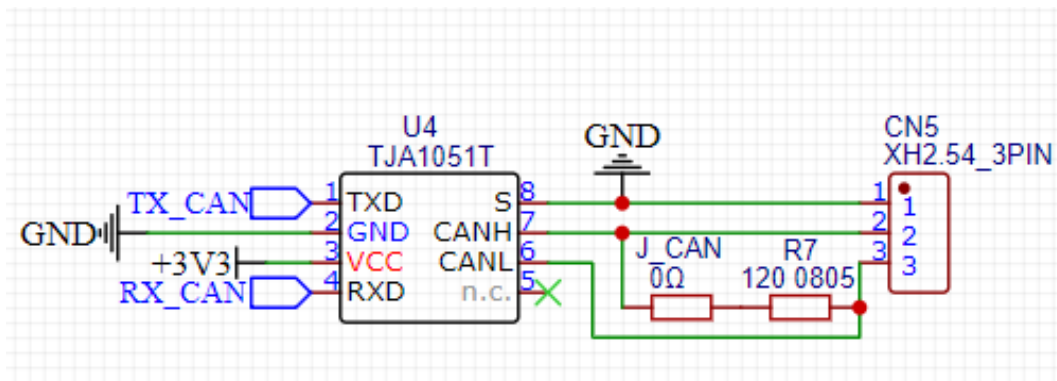 U4
TJA1051T
GND
CN5
XH2.54_3PIN
TX_CAN
1
TXD
S
8
1
1
GND
2
GND
CANH
7
2
2
+3V3
3
VCC
CANL
6
J_CAN
R7
3
3
0Ω
120 0805
RX_CAN
4
RXD
n.c.
5